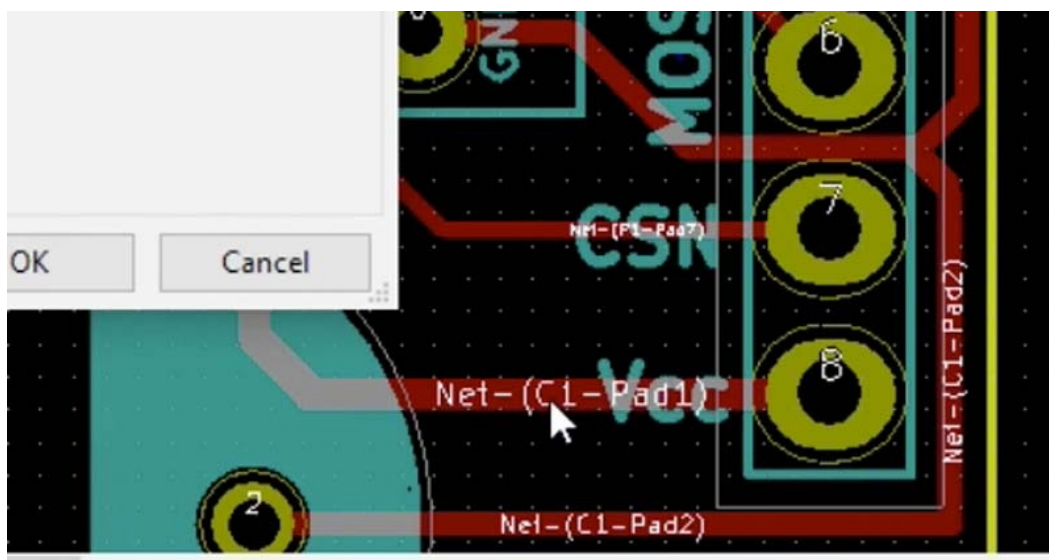 GN
MOS
6
7
CSN
Net-(P1-Pad7)
OK
Cancel
Net-(C1-Pad2)
8
Net-(C1-Pad1)
Vcc
2
Net-(C1-Pad2)